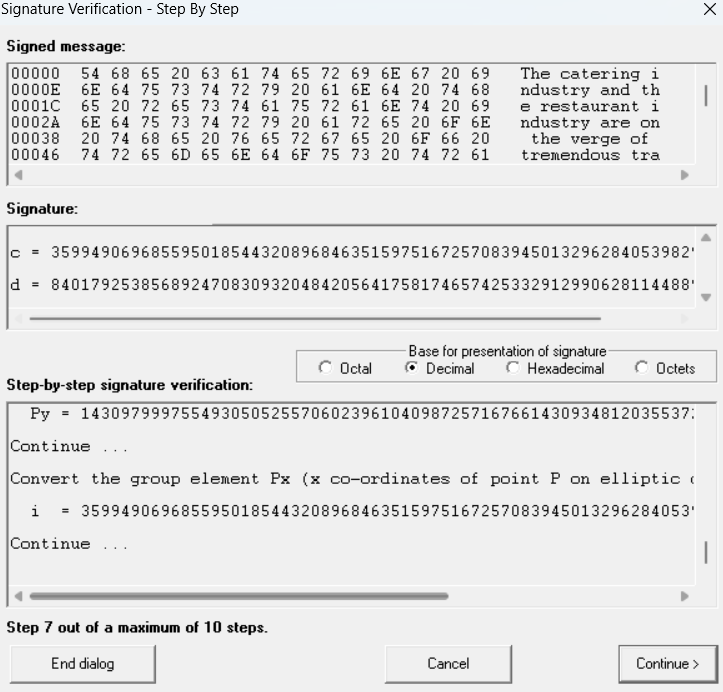 Signature Verification - Step By Step
Signed message:
00000 54 68 65 20 63 61 74 65 72 69 6E 67 20 69 The catering i
0000E 6E 64 75 73 74 72 79 20 61 6E 64 20 74 68 ndustry and th
0001C 65 20 72 65 73 74 61 75 72 61 6E 74 20 69 e restaurant i
0002A 6E 64 75 73 74 72 79 20 61 72 65 20 6F 6E ndustry are on
00038 20 74 68 65 20 76 65 72 67 65 20 6F 66 20 the verge of
00046 74 72 65 6D 65 6E 64 6F 75 73 20 74 72 61 tremendous tra
Signature:
c = 3599490696855950185443208968463515975167257083945013296284053982
d = 840179253856892470830932048420564175817465742533291299062811448
Base for presentation of signature
Octal Decimal Hexadecimal Octets
Step-by-step signature verification:
Py = 14309799975549305052557060239610409872571676614309348120355372
Continue ...
Convert the group element Px (x co-ordinates of point P on elliptic
i = 359949069685595018544320896846351597516725708394501329628405
Continue ...
Step 7 out of a maximum of 10 steps.
End dialog Cancel Continue >